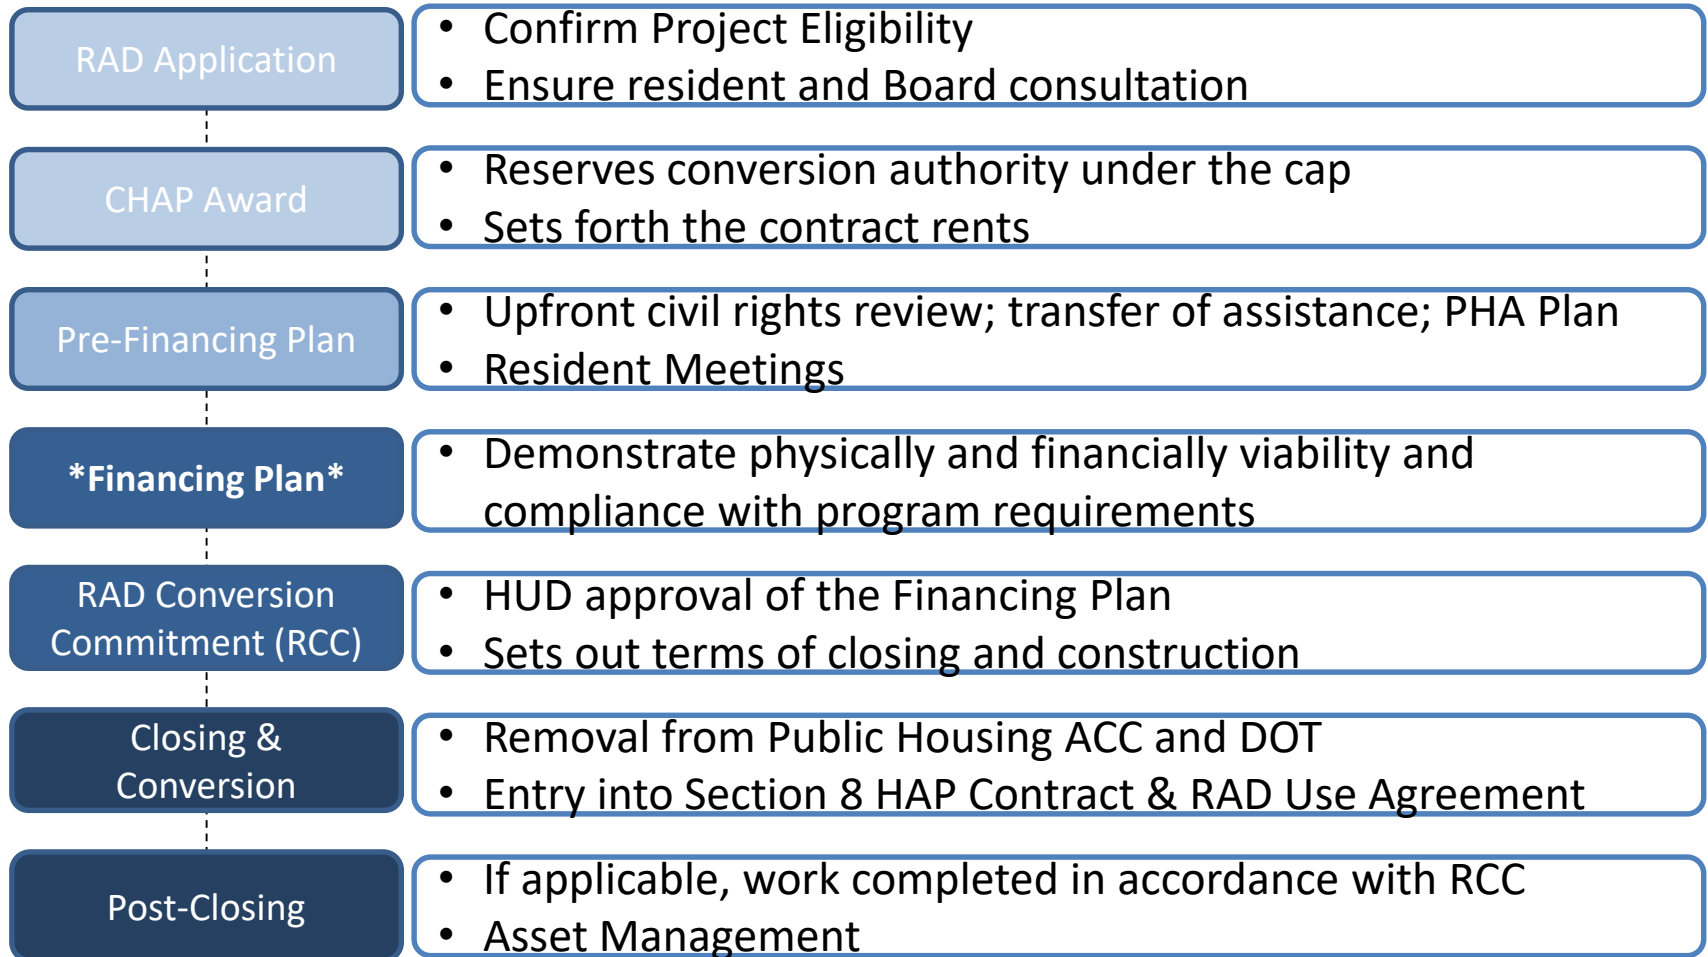 RAD Application
• Confirm Project Eligibility
• Ensure resident and Board consultation
CHAP Award
• Reserves conversion authority under the cap
• Sets forth the contract rents
Pre-Financing Plan
• Upfront civil rights review; transfer of assistance; PHA Plan
• Resident Meetings
*Financing Plan*
• Demonstrate physically and financially viability and
compliance with program requirements
RAD Conversion
Commitment (RCC)
• HUD approval of the Financing Plan
• Sets out terms of closing and construction
Closing &
Conversion
• Removal from Public Housing ACC and DOT
• Entry into Section 8 HAP Contract & RAD Use Agreement
Post-Closing
• If applicable, work completed in accordance with RCC
• Asset Management